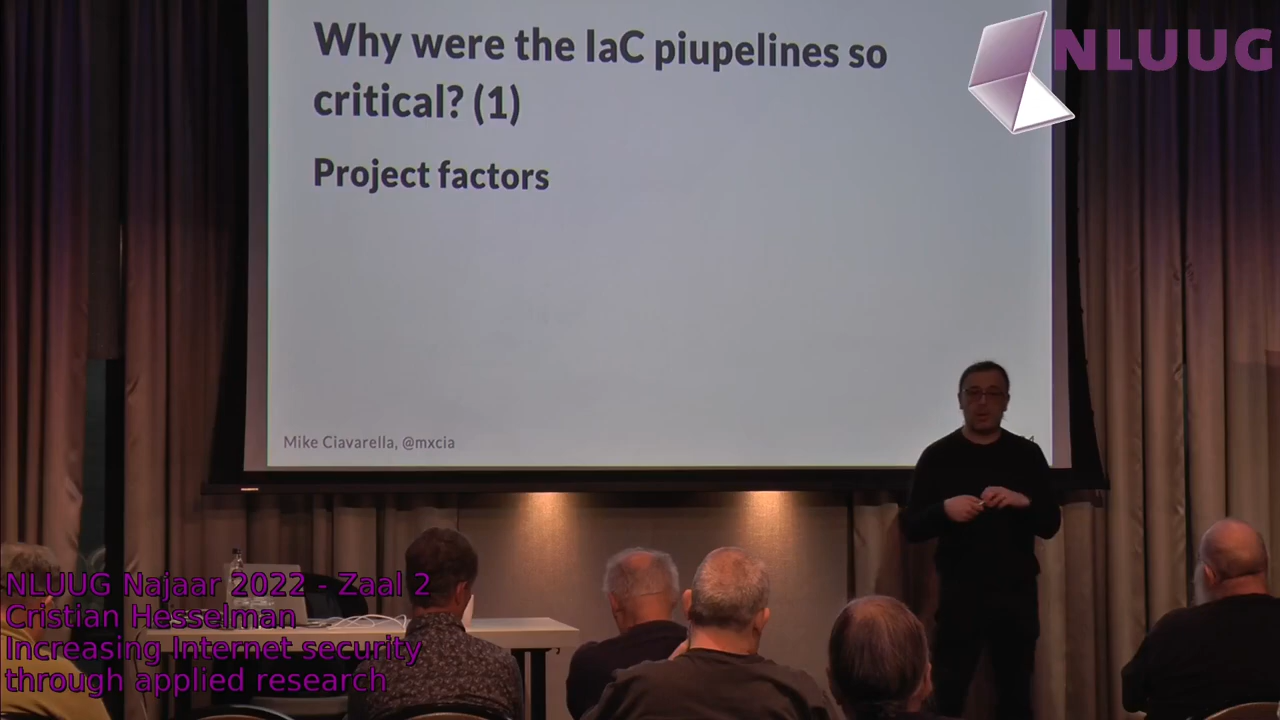 Why were the IaC piupelines so
critical? (1)
Project factors
Mike Ciavarella, @mxcia
NLUUG
NLUUG Najaar 2022 - Zaal 2
Cristian Hesselman
Increasing Internet security
through applied research